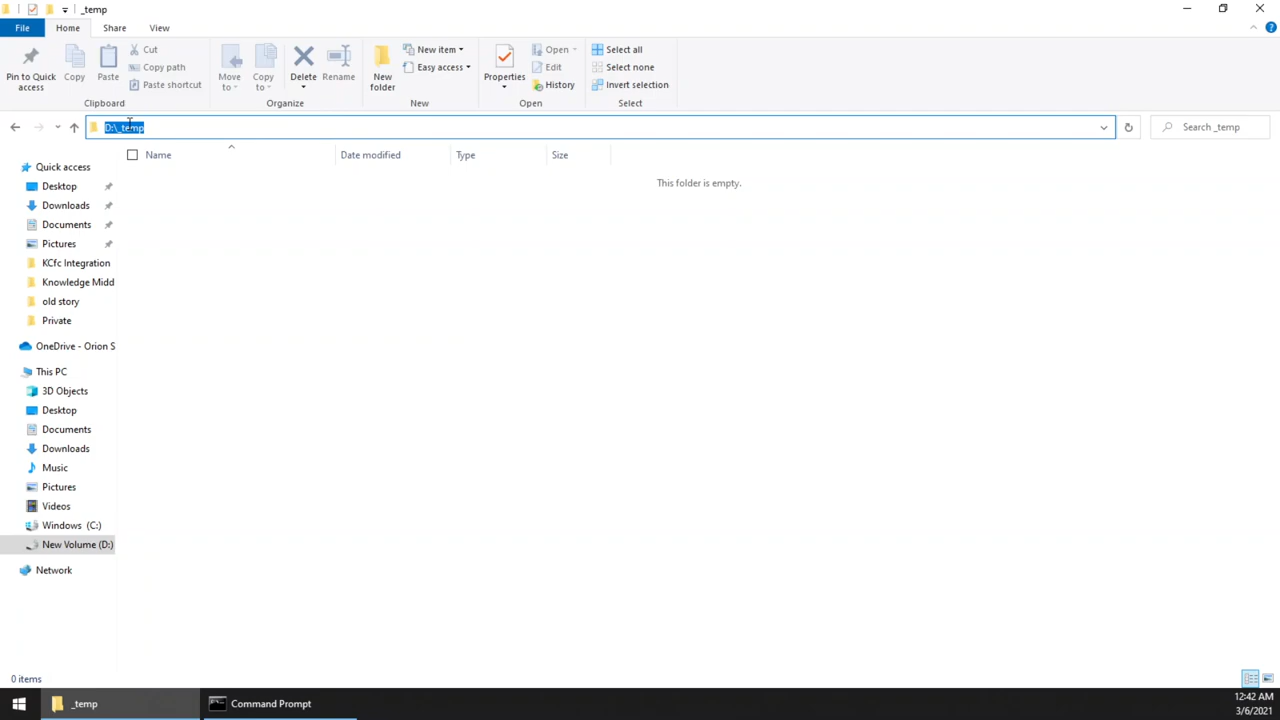 _temp
File
Home
Share
View
Pin to Quick access
Copy
Paste
Cut
Copy path
Paste shortcut
Clipboard
Move to
Copy to
Delete
Rename
Organize
New folder
New item
Easy access
New
Properties
Open
Edit
History
Open
Select all
Select none
Invert selection
Select
D:\_temp
Search _temp
Name
Date modified
Type
Size
This folder is empty.
Quick access
Desktop
Downloads
Documents
Pictures
KCfc Integration
Knowledge Midd
old story
Private
OneDrive - Orion S
This PC
3D Objects
Desktop
Documents
Downloads
Music
Pictures
Videos
Windows (C:)
New Volume (D:)
Network
0 items
_temp
Command Prompt
12:42 AM
3/6/2021